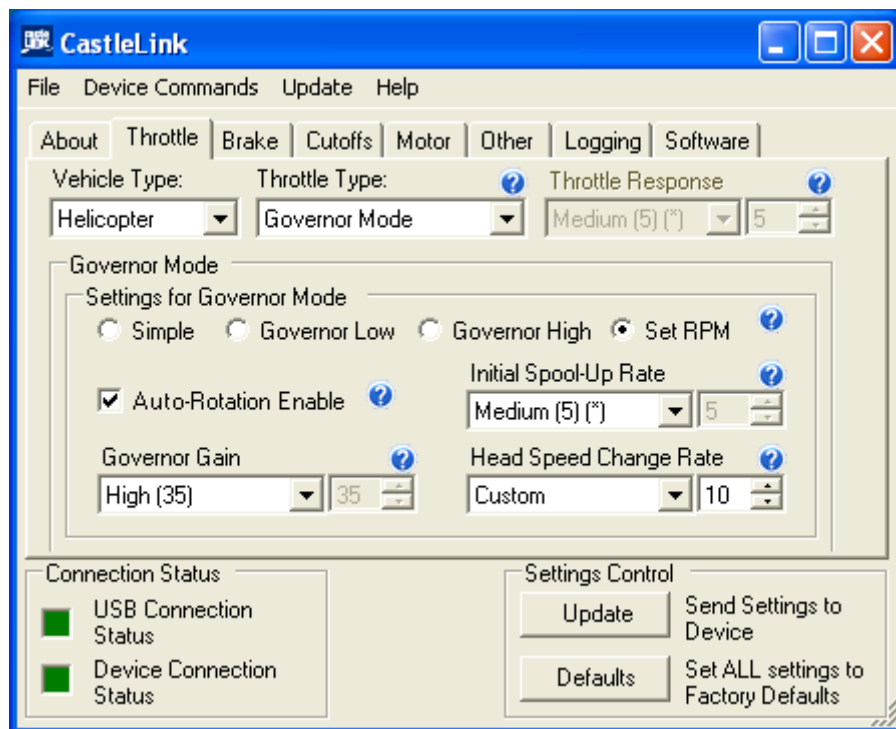 CastleLink
File Device Commands Update Help
About Throttle Brake Cutoffs Motor Other Logging Software
Vehicle Type: Throttle Type: ? Throttle Response ?
Helicopter Governor Mode Medium (5) (*) 5
Governor Mode
Settings for Governor Mode
Simple Governor Low Governor High Set RPM ?
Initial Spool-Up Rate ?
Auto-Rotation Enable ? Medium (5) (*) 5
Governor Gain ? Head Speed Change Rate ?
High (35) 35 Custom 10
Connection Status
USB Connection
Status
Device Connection
Status
Settings Control
Update Send Settings to
Device
Defaults Set ALL settings to
Factory Defaults